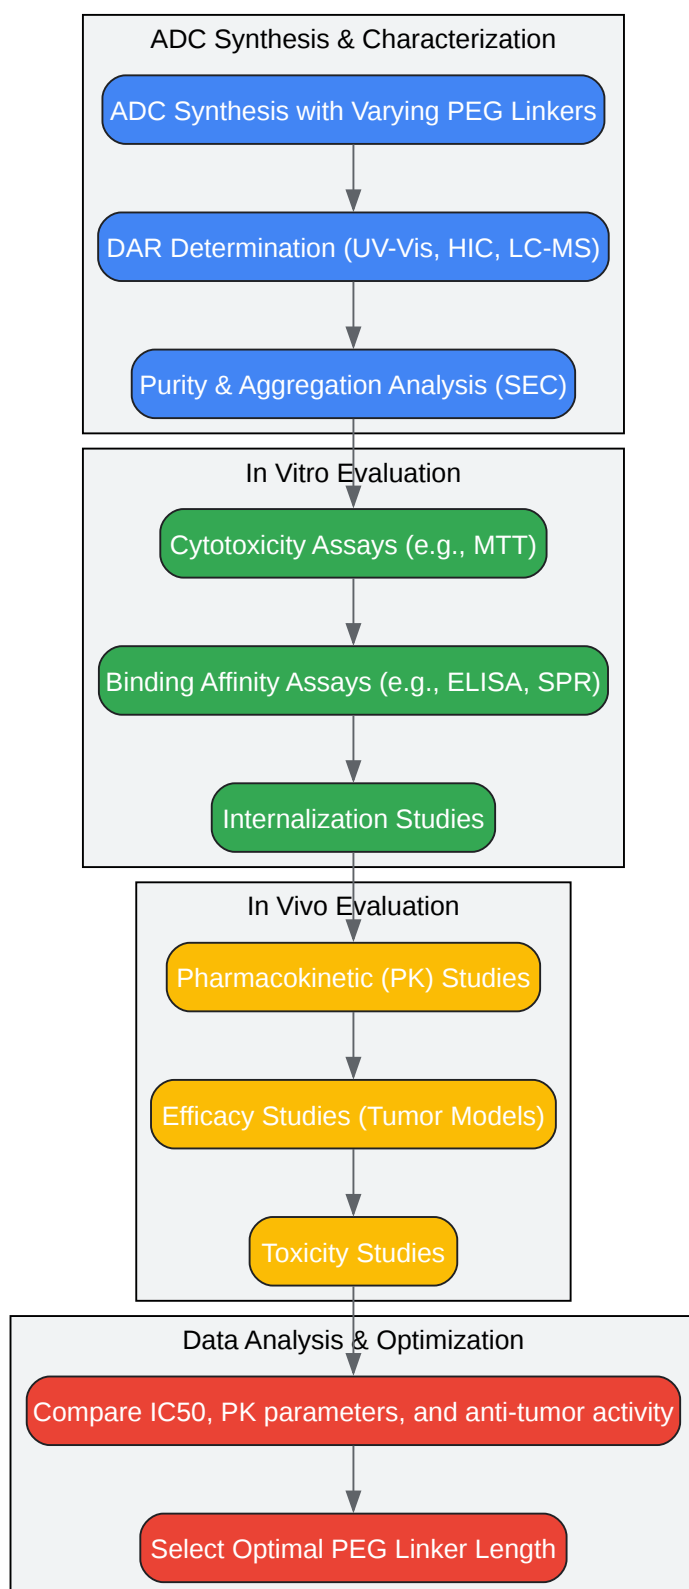 ADC Synthesis & Characterization
ADC Synthesis with Varying PEG Linkers
DAR Determination (UV-Vis, HIC, LC-MS)
Purity & Aggregation Analysis (SEC)
In Vitro Evaluation
Cytotoxicity Assays (e.g., MTT)
Binding Affinity Assays (e.g., ELISA, SPR)
Internalization Studies
In Vivo Evaluation
Pharmacokinetic (PK) Studies
Efficacy Studies (Tumor Models)
Toxicity Studies
Data Analysis & Optimization
Compare IC50, PK parameters, and anti-tumor activity
Select Optimal PEG Linker Length